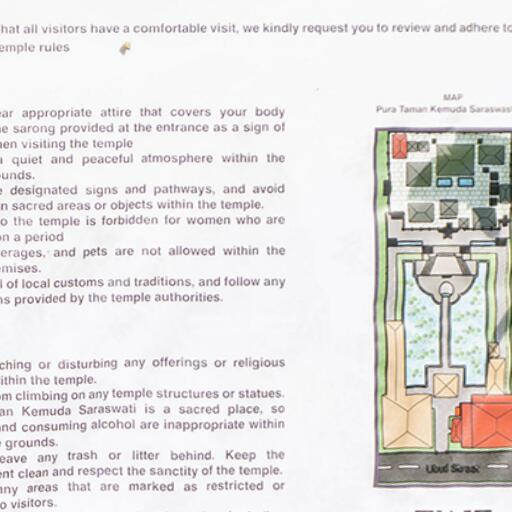 hat all visitors have a comfortable visit, we kindly request you to review and adhere to
emple rules
MAP
Pura Taman Kemuda Saraswati
ear appropriate attire that covers your body
e sarong provided at the entrance as a sign of
hen visiting the temple
a quiet and peaceful atmosphere within the
unds.
e designated signs and pathways, and avoid
n sacred areas or objects within the temple.
o the temple is forbidden for women who are
on a period
verages, and pets are not allowed within the
mises.
l of local customs and traditions, and follow any
ns provided by the temple authorities.
ching or disturbing any offerings or religious
ithin the temple.
om climbing on any temple structures or statues.
an Kemuda Saraswati is a sacred place, so
and consuming alcohol are inappropriate within
e grounds.
eave any trash or litter behind. Keep the
ent clean and respect the sanctity of the temple.
any areas that are marked as restricted or
o visitors.
Ubud Street